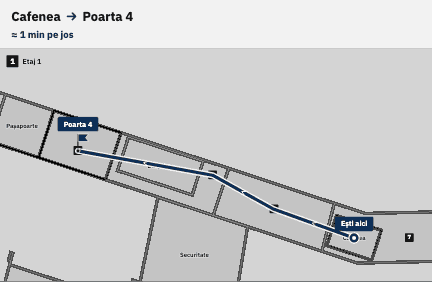 Cafenea → Poarta 4
≈ 1 min pe jos
1 Etaj 1
Poarta 4
Pașapoarte
Ești aici
7
Securitate